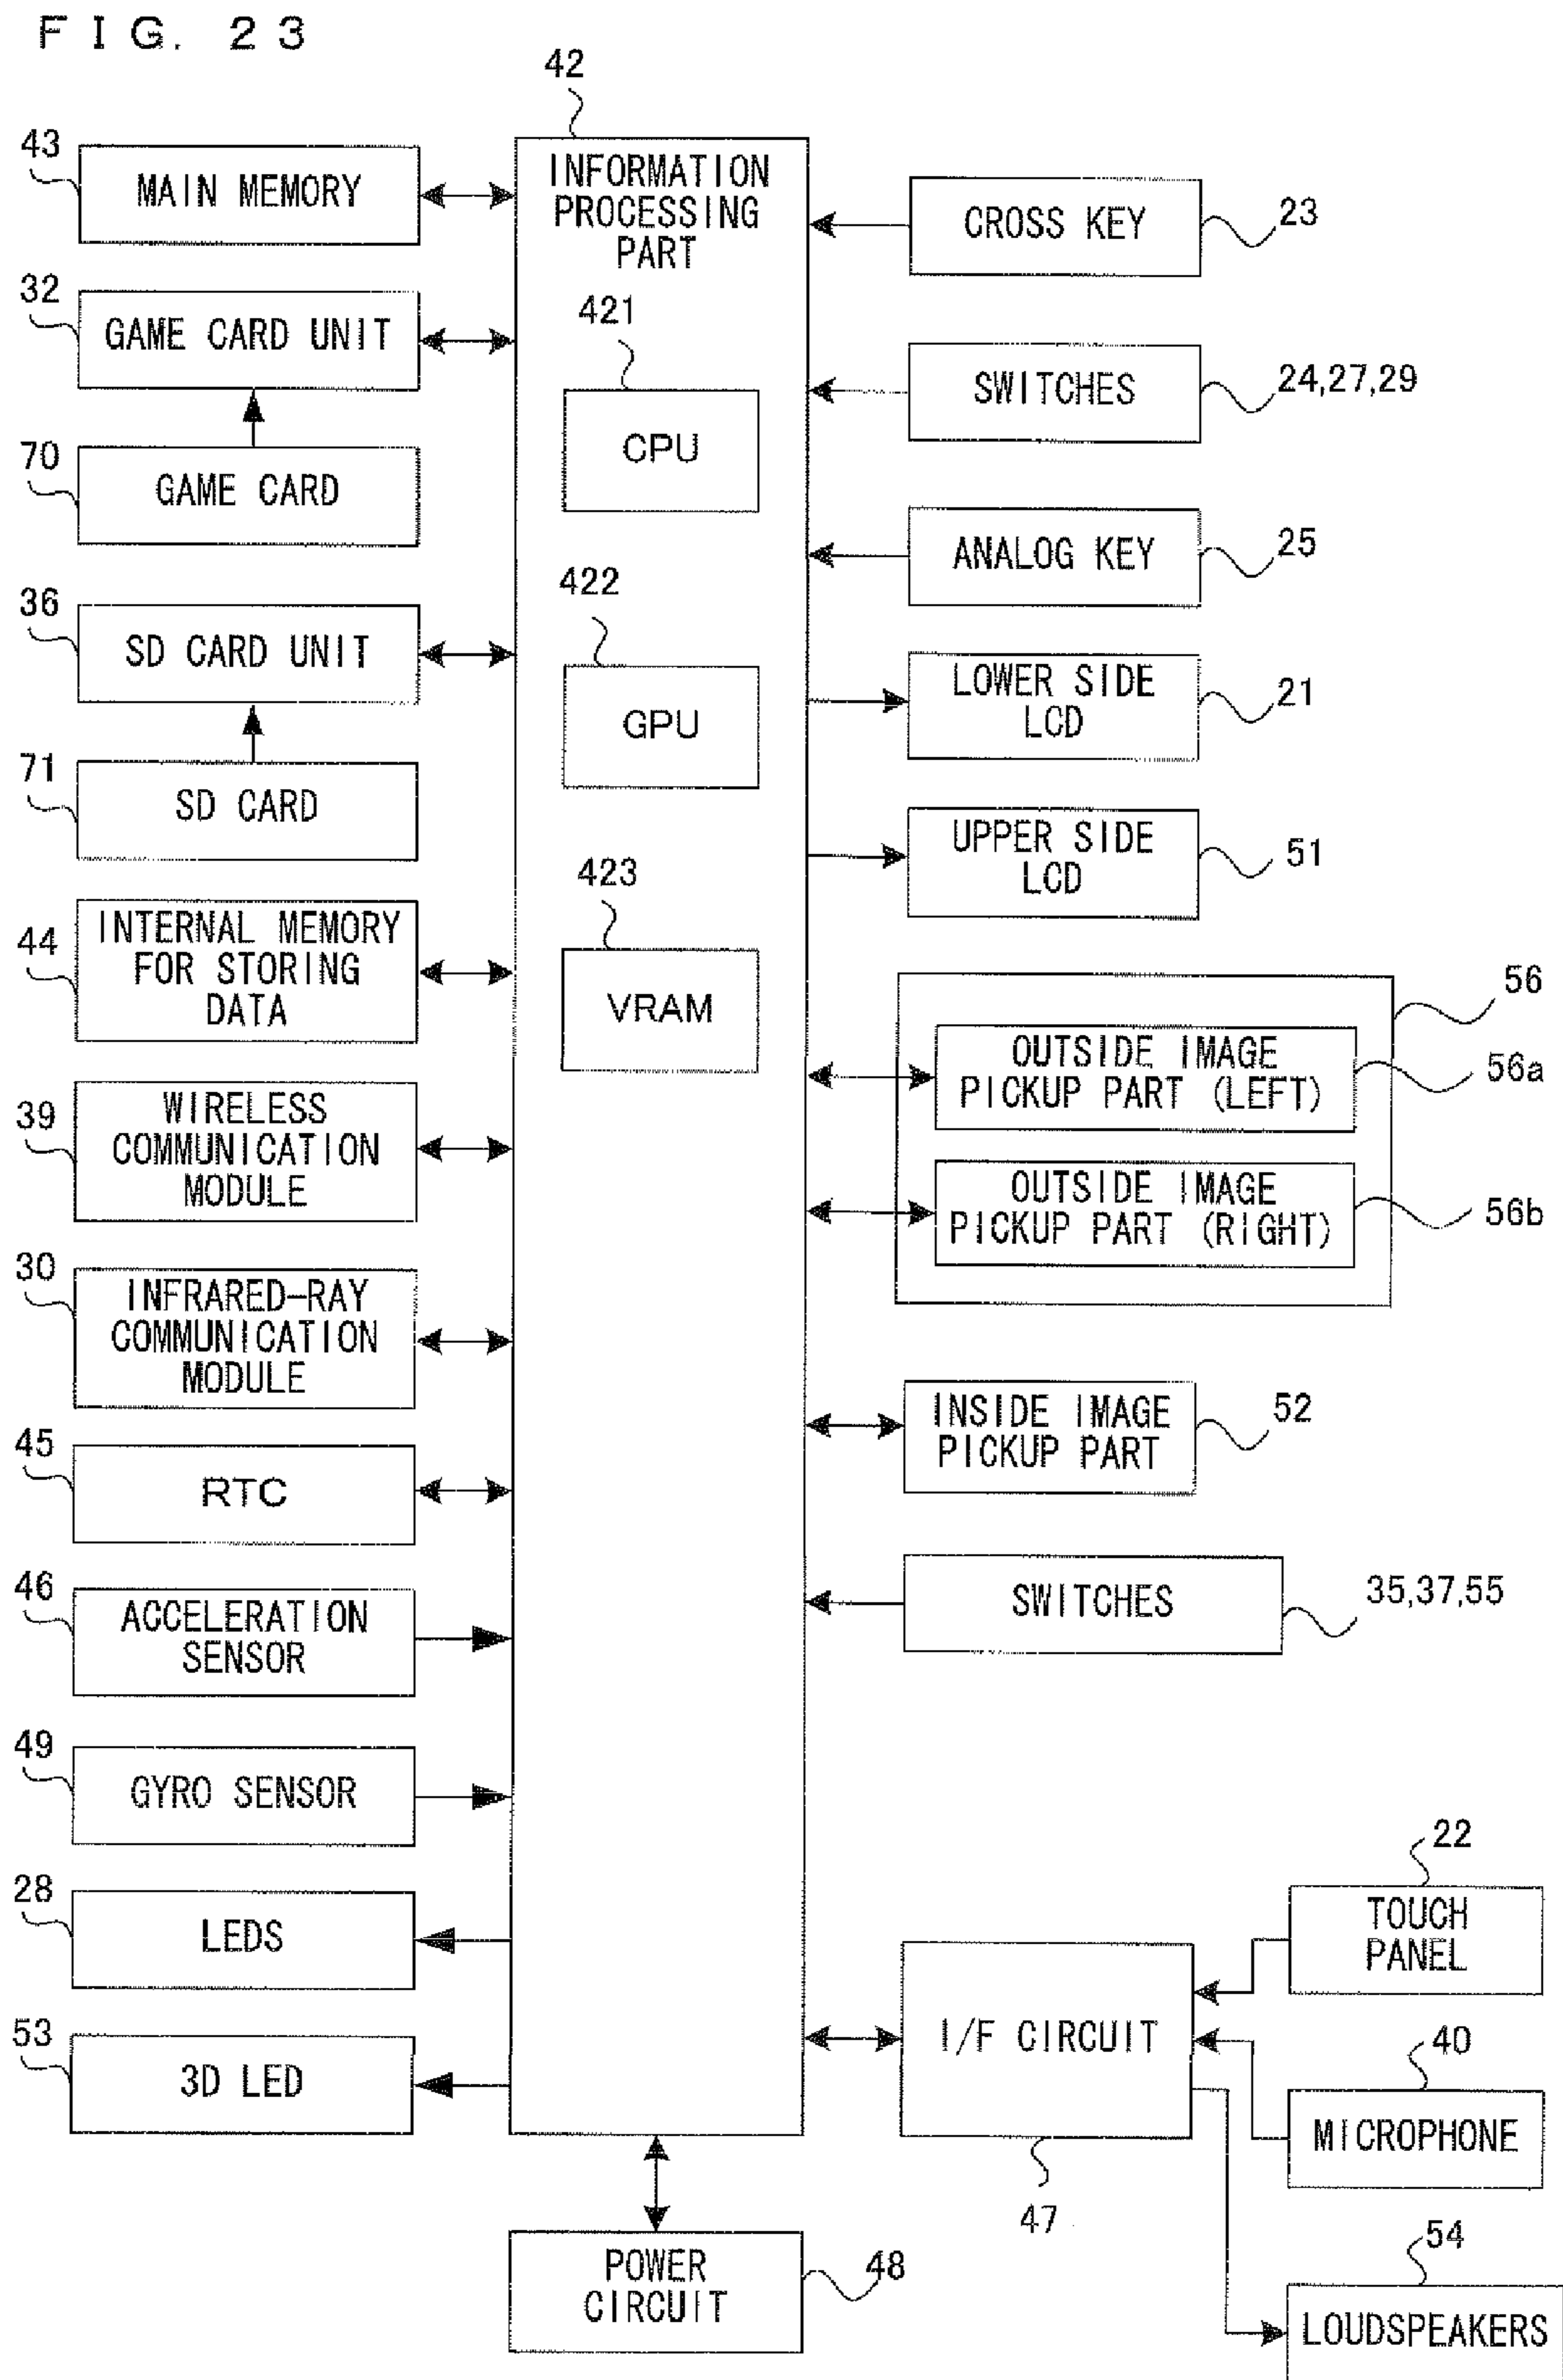 FIG. 23
42
43
MAIN MEMORY
32
GAME CARD UNIT
70
GAME CARD
36
SD CARD UNIT
71
SD CARD
44
INTERNAL MEMORY
FOR STORING
DATA
39
WIRELESS
COMMUNICATION
MODULE
30
INFRARED-RAY
COMMUNICATION
MODULE
45
RTC
46
ACCELERATION
SENSOR
49
GYRO SENSOR
28
LEDS
53
3D LED
INFORMATION
PROCESSING
PART
421
CPU
422
GPU
423
VRAM
POWER
CIRCUIT
48
CROSS KEY
23
SWITCHES
24,27,29
ANALOG KEY
25
LOWER SIDE
LCD
21
UPPER SIDE
LCD
51
56
OUTSIDE IMAGE
PICKUP PART (LEFT)
56a
OUTSIDE IMAGE
PICKUP PART (RIGHT)
56b
INSIDE IMAGE
PICKUP PART
52
SWITCHES
35,37,55
I/F CIRCUIT
47
22
TOUCH
PANEL
40
MICROPHONE
54
LOUDSPEAKERS